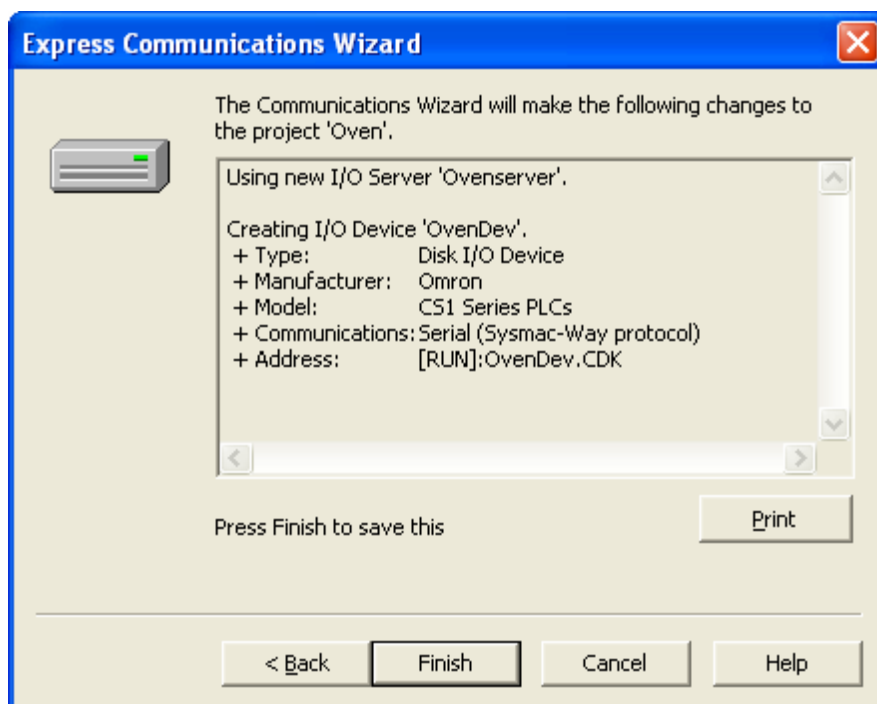 Express Communications Wizard
The Communications Wizard will make the following changes to
the project 'Oven'.
Using new I/O Server 'Ovenserver'.
Creating I/O Device 'OvenDev'.
+ Type: Disk I/O Device
+ Manufacturer: Omron
+ Model: CS1 Series PLCs
+ Communications: Serial (Sysmac-Way protocol)
+ Address: [RUN]:OvenDev.CDK
Press Finish to save this
Print
< Back Finish Cancel Help